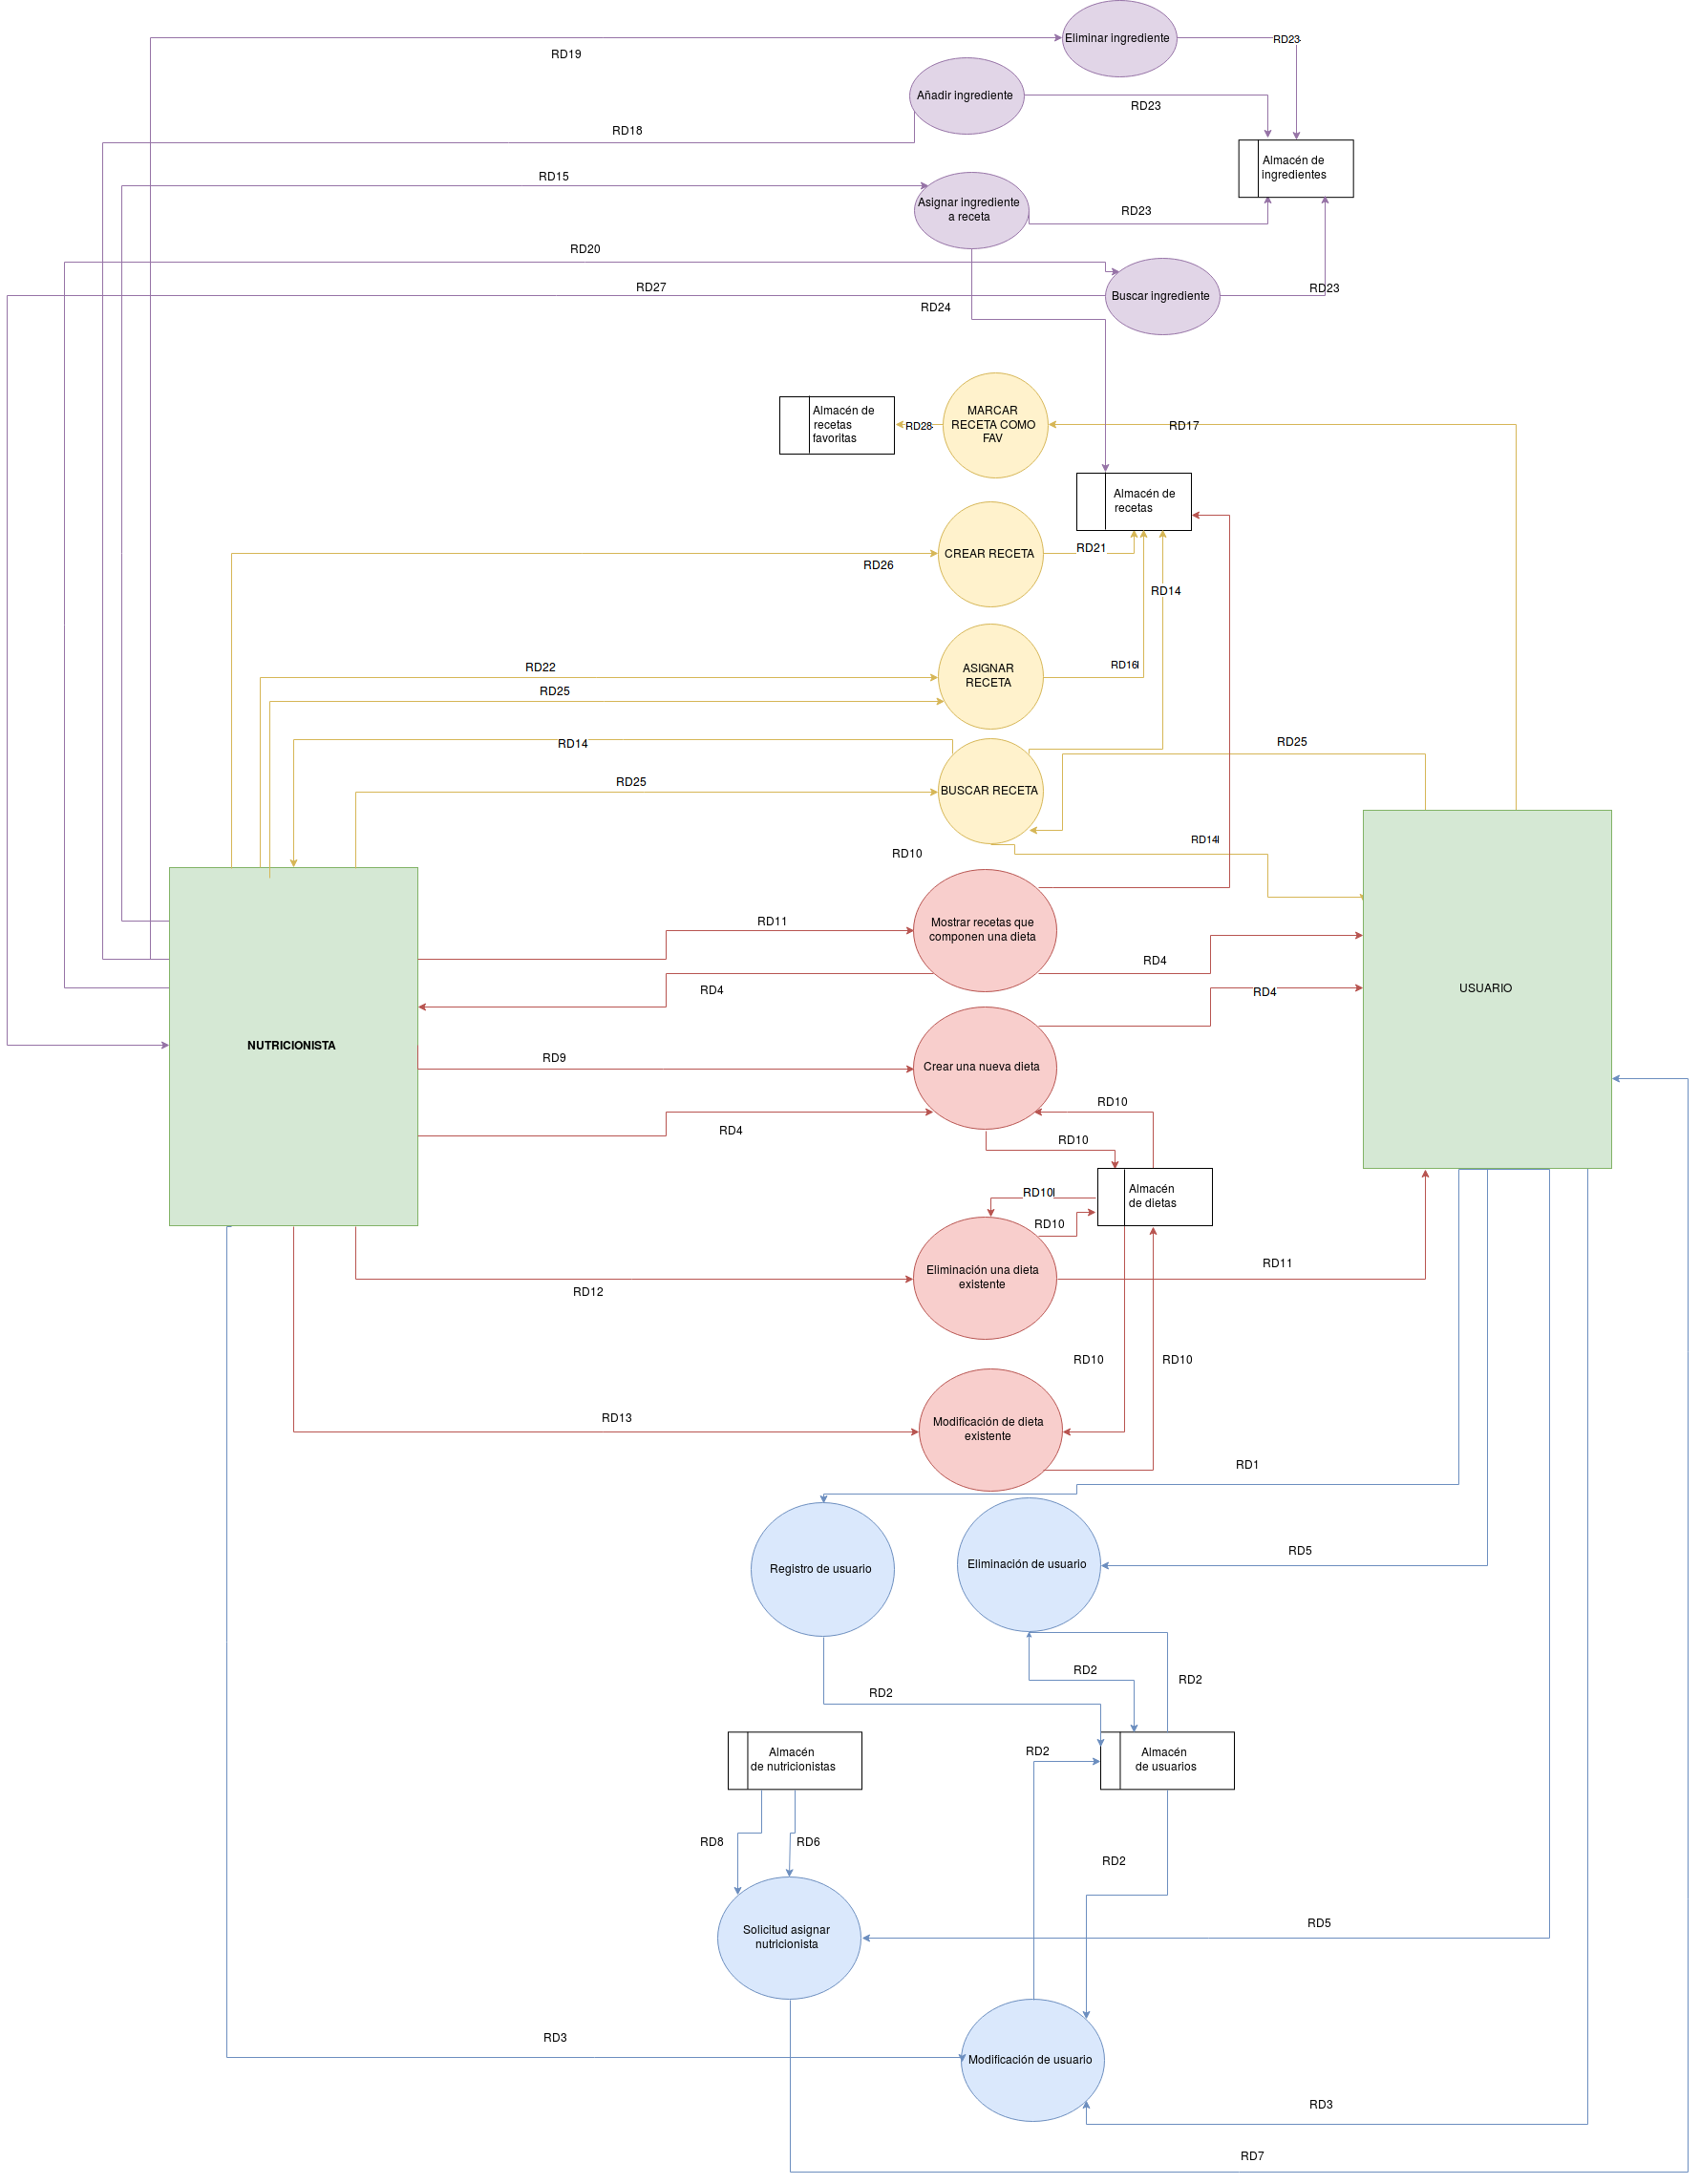 Eliminar ingrediente
RD23
RD19
Añadir ingrediente
RD23
RD18
Almacén de
ingredientes
RD15
Asignar ingrediente
a receta
RD23
RD20
RD27
Buscar ingrediente
RD23
RD24
Almacén de
recetas
favoritas
RD28
MARCAR
RECETA COMO
FAV
RD17
Almacén de
recetas
CREAR RECETA
RD21
RD26
RD14
RD22
ASIGNAR
RECETA
RD16
RD25
RD14
RD25
RD25
BUSCAR RECETA
RD14
RD10
RD11
Mostrar recetas que
componen una dieta
RD4
RD4
RD4
USUARIO
NUTRICIONISTA
RD9
Crear una nueva dieta
RD10
RD4
RD10
Almacén
de dietas
RD10
RD10
Eliminación una dieta
existente
RD11
RD12
RD10
RD10
RD13
Modificación de dieta
existente
RD1
Registro de usuario
Eliminación de usuario
RD5
RD2
RD2
RD2
Almacén
de nutricionistas
RD2
Almacén
de usuarios
RD8
RD6
RD2
Solicitud asignar
nutricionista
RD5
RD3
Modificación de usuario
RD3
RD7